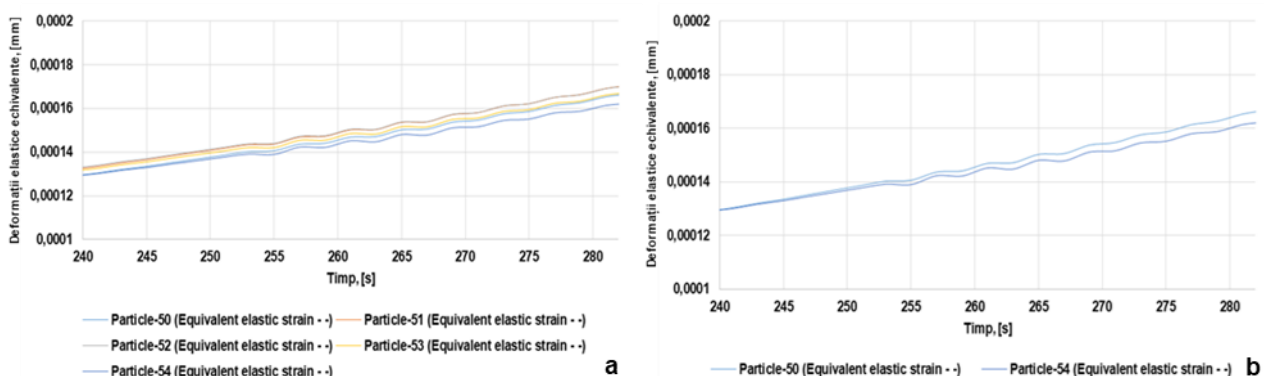 Deformații elastice echivalente, [mm]
0,0002
0,00018
0,00016
0,00014
0,00012
0,0001
240 245 250 255 260 265 270 275 280
Timp, [s]
Particle-50 (Equivalent elastic strain - -) Particle-51 (Equivalent elastic strain - -)
Particle-52 (Equivalent elastic strain - -) Particle-53 (Equivalent elastic strain - -)
Particle-54 (Equivalent elastic strain - -)
a
Deformații elastice echivalente, [mm]
0,0002
0,00018
0,00016
0,00014
0,00012
0,0001
240 245 250 255 260 265 270 275 280
Timp, [s]
Particle-50 (Equivalent elastic strain - -) Particle-54 (Equivalent elastic strain - -)
b